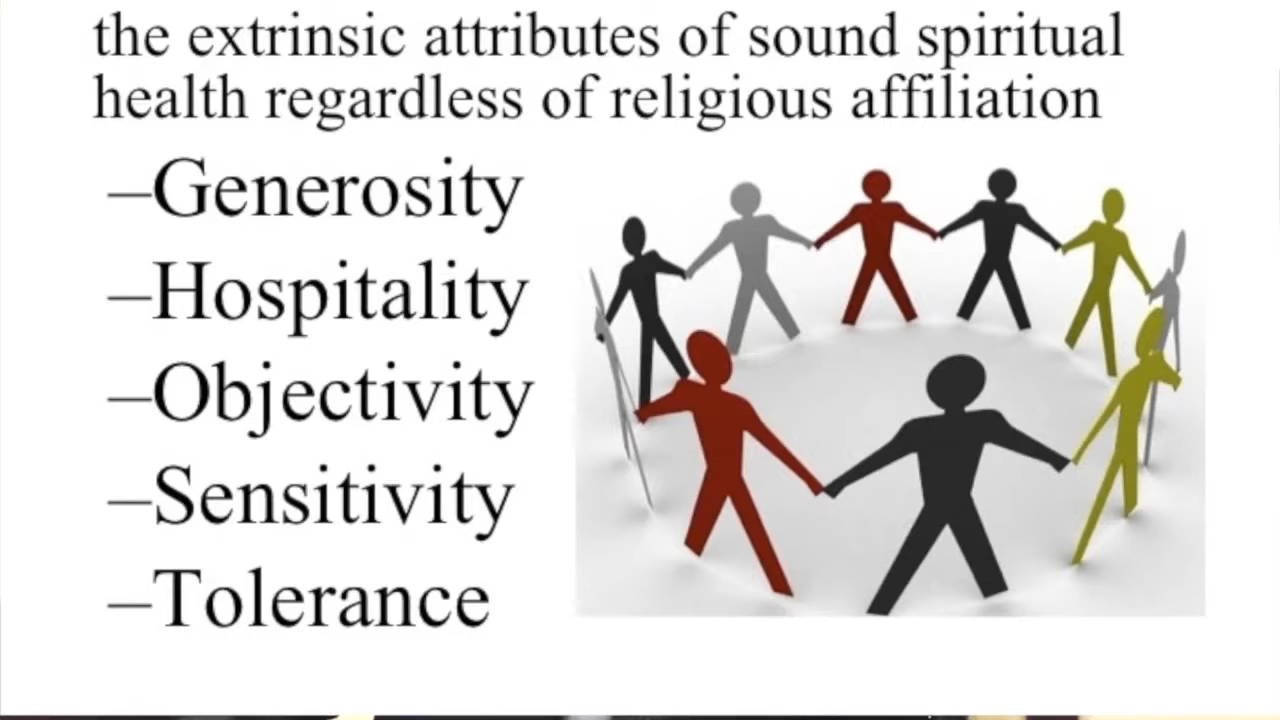 the extrinsic attributes of sound spiritual
health regardless of religious affiliation
–Generosity
–Hospitality
–Objectivity
–Sensitivity
–Tolerance